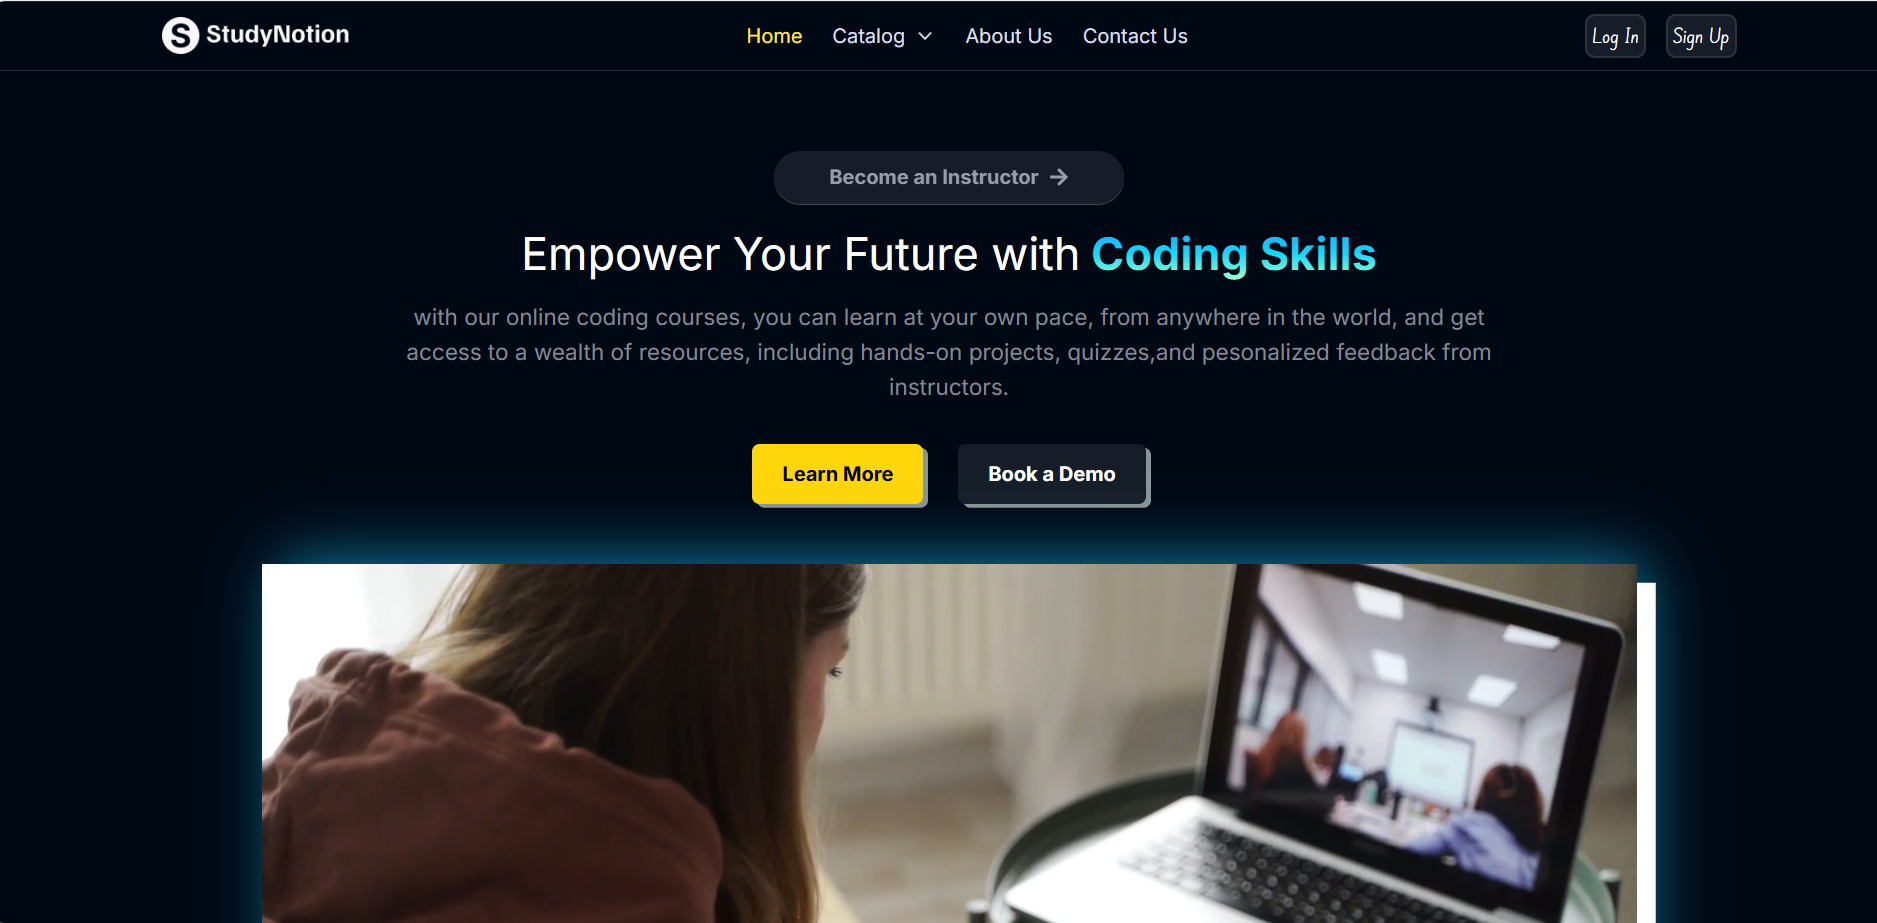 S StudyNotion
Home Catalog About Us Contact Us
Log In Sign Up
Become an Instructor
Empower Your Future with Coding Skills
with our online coding courses, you can learn at your own pace, from anywhere in the world, and get
access to a wealth of resources, including hands-on projects, quizzes,and pesonalized feedback from
instructors.
Learn More Book a Demo